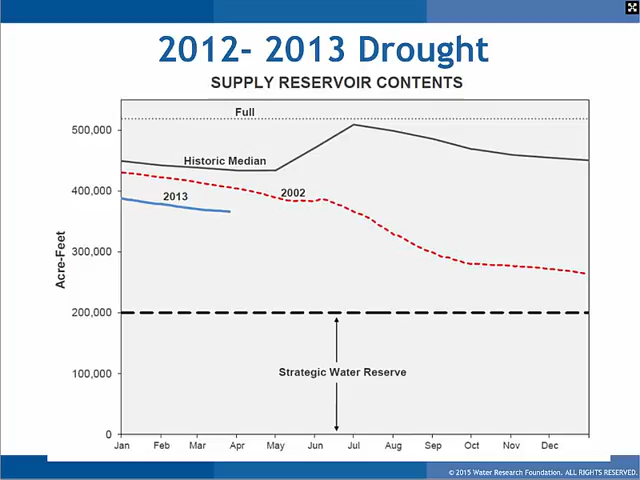 2012- 2013 Drought
SUPPLY RESERVOIR CONTENTS
Full
500,000
Historic Median
400,000
2013
2002
Acre-Feet
300,000
200,000
100,000
Strategic Water Reserve
0
Jan Feb Mar Apr May Jun Jul Aug Sep Oct Nov Dec
© 2015 Water Research Foundation. ALL RIGHTS RESERVED.